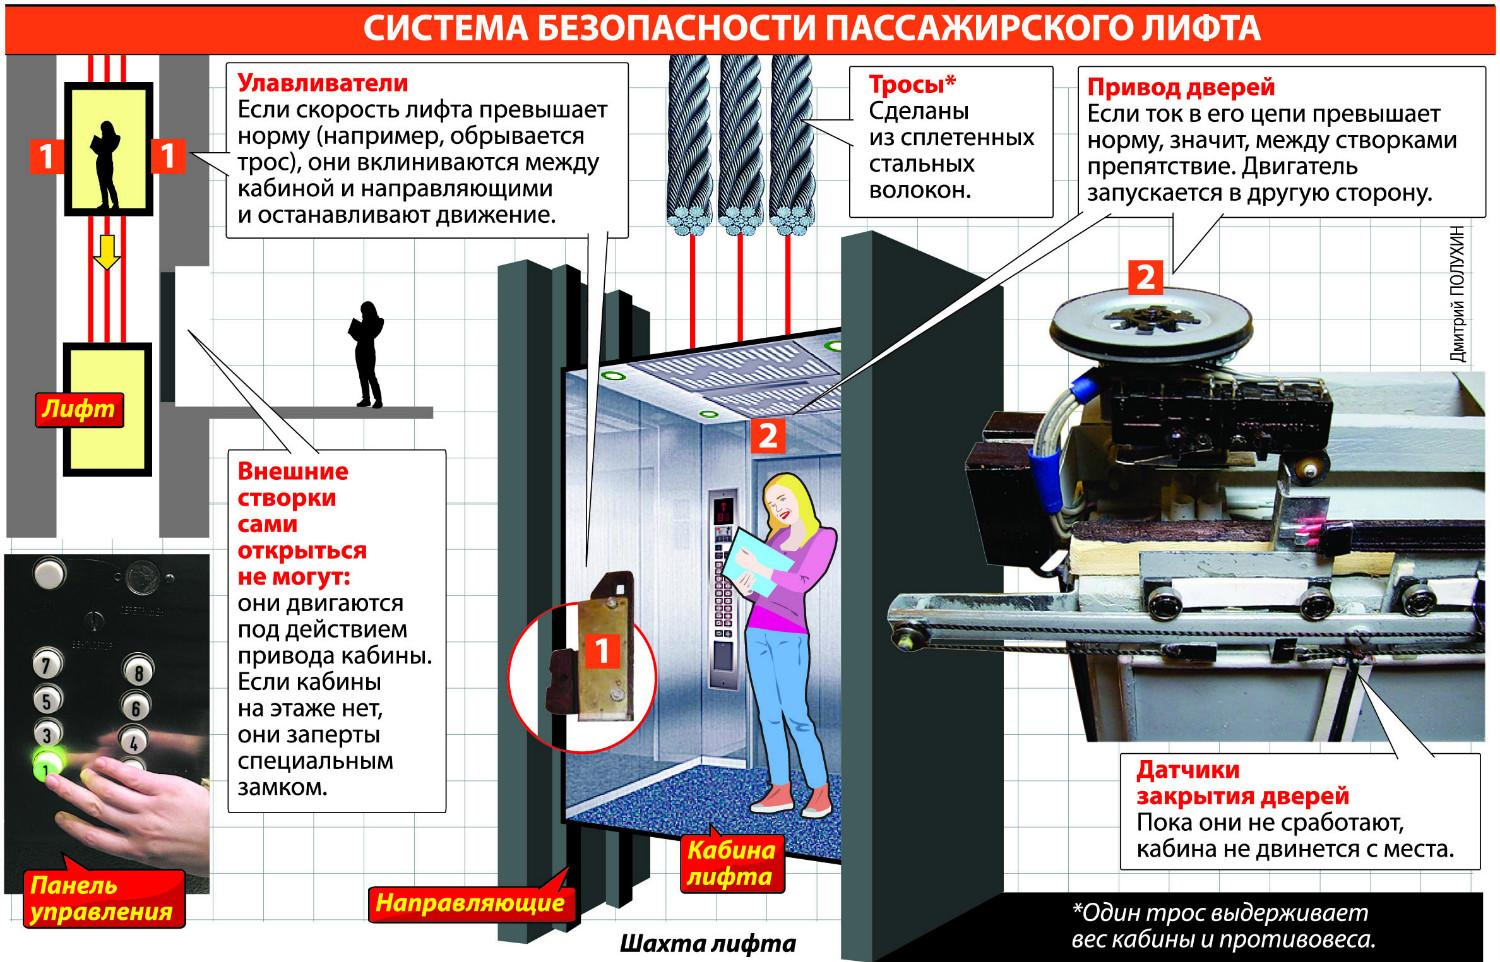 СИСТЕМА БЕЗОПАСНОСТИ ПАССАЖИРСКОГО ЛИФТА
1
1
Лифт
Улавливатели
Если скорость лифта превышает
норму (например, обрывается
трос), они вклиниваются между
кабиной и направляющими
и останавливают движение.
Тросы*
Сделаны
из сплетенных
стальных
волокон.
Привод дверей
Если ток в его цепи превышает
норму, значит, между створками
препятствие. Двигатель
запускается в другую сторону.
Дмитрий ПОЛУХИН
2
2
1
Внешние
створки
сами
открыться
не могут:
они двигаются
под действием
привода кабины.
Если кабины
на этаже нет,
они заперты
специальным
замком.
7
8
5
6
3
4
1
Панель
управления
Направляющие
Кабина
лифта
Шахта лифта
Датчики
закрытия дверей
Пока они не сработают,
кабина не двинется с места.
*Один трос выдерживает
вес кабины и противовеса.